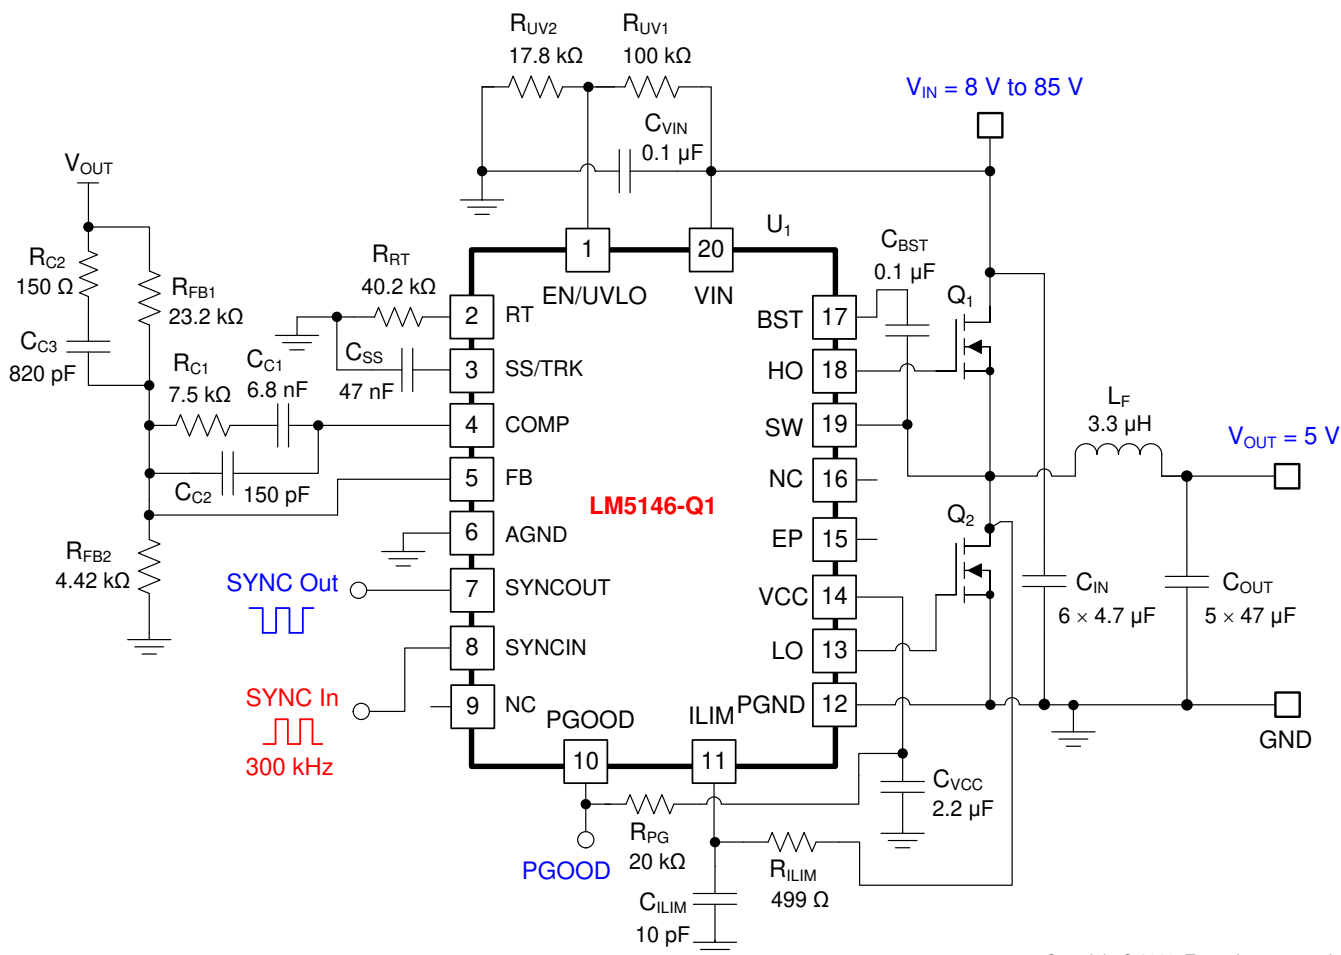 RUV2
17.8 kΩ
RUV1
100 kΩ
VIN = 8 V to 85 V
CVIN
0.1 µF
VOUT
RC2
150 Ω
RFB1
23.2 kΩ
CC3
820 pF
RC1
7.5 kΩ
CC1
6.8 nF
CC2
150 pF
RFB2
4.42 kΩ
RRT
40.2 kΩ
CSS
47 nF
U1
1
EN/UVLO
20
VIN
2 RT
3 SS/TRK
4 COMP
5 FB
6 AGND
7 SYNCOUT
8 SYNCIN
9 NC
PGOOD
10
ILIM
11
LM5146-Q1
BST 17
HO 18
SW 19
NC 16
EP 15
VCC 14
LO 13
PGND 12
CBST
0.1 µF
Q1
Q2
LF
3.3 µH
VOUT = 5 V
CIN
6 × 4.7 µF
COUT
5 × 47 µF
GND
SYNC Out
SYNC In
300 kHz
PGOOD
RPG
20 kΩ
CILIM
10 pF
RILIM
499 Ω
CVCC
2.2 µF